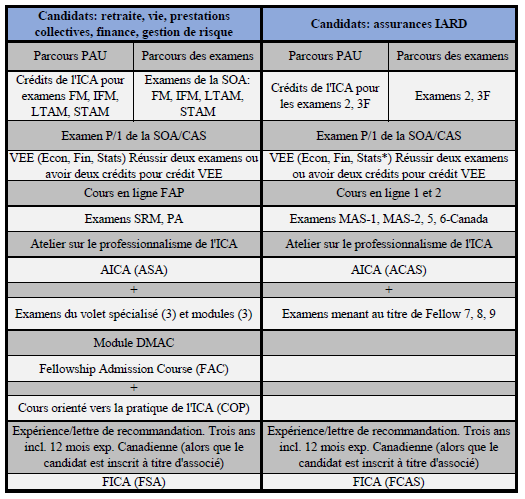 Candidats: retraite, vie, prestations
collectives, finance, gestion de risque
Candidats: assurances IARD
Parcours PAU
Parcours des examens
Parcours PAU
Parcours des examens
Crédits de l'ICA pour
examens FM, IFM,
LTAM, STAM
Examens de la SOA:
FM, IFM, LTAM,
STAM
Crédits de l'ICA pour
les examens 2, 3F
Examens 2, 3F
Examen P/1 de la SOA/CAS
Examen P/1 de la SOA/CAS
VEE (Econ, Fin, Stats) Réussir deux examens ou
avoir deux crédits pour crédit VEE
VEE (Econ, Fin, Stats*) Réussir deux examens
ou avoir deux crédits pour crédit VEE
Cours en ligne FAP
Cours en ligne 1 et 2
Examens SRM, PA
Examens MAS-1, MAS-2, 5, 6-Canada
Atelier sur le professionnalisme de l'ICA
Atelier sur le professionnalisme de l'ICA
AICA (ASA)
AICA (ACAS)
+
+
Examens du volet spécialisé (3) et modules (3)
Examens menant au titre de Fellow 7, 8, 9
Module DMAC
Fellowship Admission Course (FAC)
+
Cours orienté vers la pratique de l'ICA (COP)
Expérience/lettre de recommandation. Trois ans
incl. 12 mois exp. Canadienne (alors que le
candidat est inscrit à titre d'associé)
Expérience/lettre de recommandation. Trois ans
incl. 12 mois exp. Canadienne (alors que le
candidat est inscrit à titre d'associé)
FICA (FSA)
FICA (FCAS)